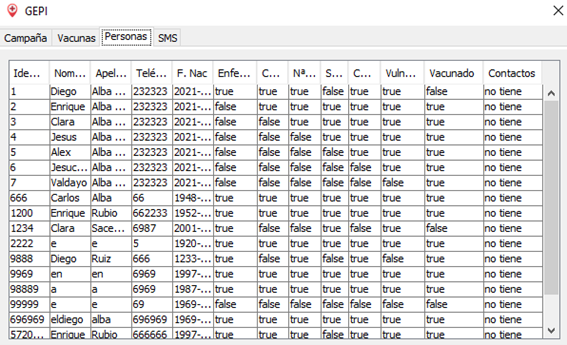 GEPI
Campaña Vacunas Personas SMS
Ide... Nom... Apel... Telé... F. Nac Enfe... C... Nª... S... C... Vuln... Vacunado Contactos
1 Diego Alba ... 232323 2021-... true true true false true true false no tiene
2 Enrique Alba ... 232323 2021-... false true true true true true true no tiene
3 Clara Alba ... 232323 2021-... true false false false false true true no tiene
4 Jesus Alba ... 232323 2021-... true false false true true true true no tiene
5 Alex Alba ... 232323 2021-... false false false true false true true no tiene
6 Jesuc... Alba ... 232323 2021-... true false false false false true true no tiene
7 Valdayo Alba ... 232323 2021-... false false false false false false true no tiene
666 Carlos Alba 66 1948-... true true true true true true true no tiene
1200 Enrique Rubio 662233 1952-... true true true true true true true no tiene
1234 Clara Sace... 6987 2001-... true false false true false true true no tiene
2222 e e 5 1920-... true true true true true true true no tiene
9888 Diego Ruiz 666 1233-... true true true true true false true no tiene
9969 en en 6969 1997-... true true true true true true true no tiene
98889 a a 6969 1987-... true true true true true true true no tiene
99999 e e 69 1969-... false false false false false false false no tiene
696969 eldiego alba 696969 1969-... true true true true true true true no tiene
5720... Enrique Rubio 666666 1997-... true true true false true true true no tiene